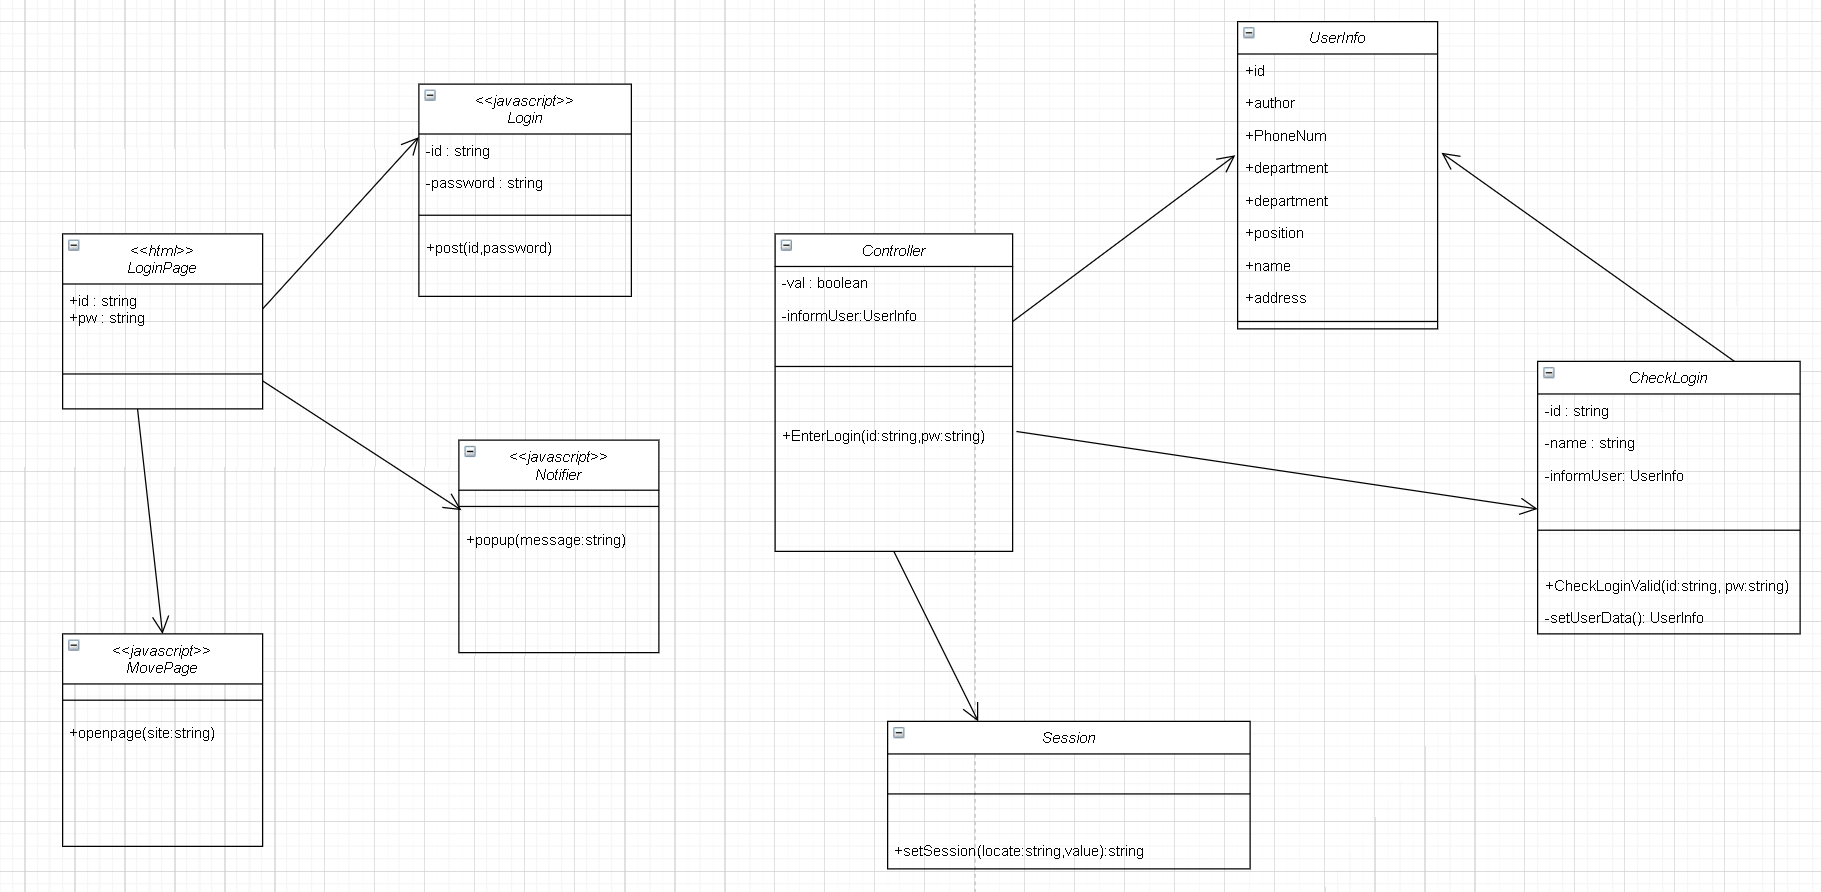 <<html>>
LoginPage
+id : string
+pw : string
<<javascript>>
Login
-id : string
-password : string
+post(id,password)
<<javascript>>
Notifier
+popup(message:string)
<<javascript>>
MovePage
+openpage(site:string)
Controller
-val : boolean
-informUser:UserInfo
+EnterLogin(id:string,pw:string)
UserInfo
+id
+author
+PhoneNum
+department
+department
+position
+name
+address
CheckLogin
-id : string
-name : string
-informUser: UserInfo
+CheckLoginValid(id:string, pw:string)
-setUserData(): UserInfo
Session
+setSession(locate:string,value):string